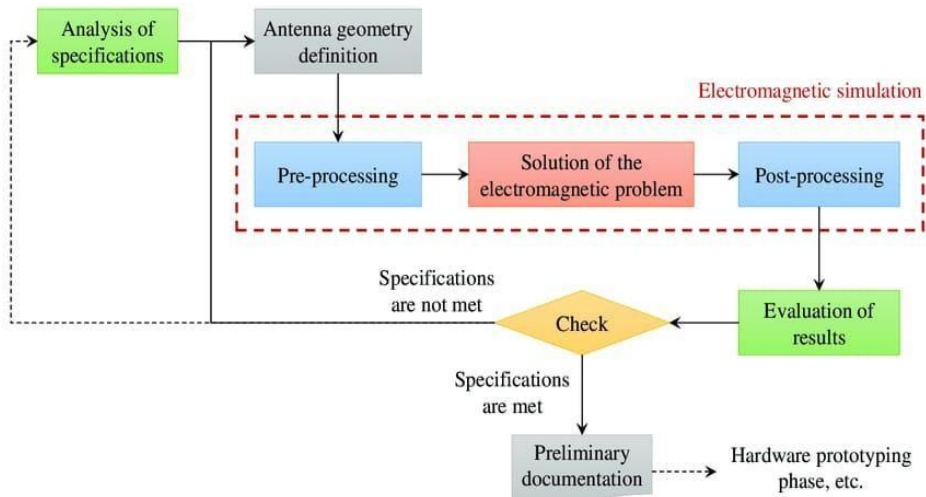 Analysis of
specifications
Antenna geometry
definition
Electromagnetic simulation
Pre-processing
Solution of the
electromagnetic problem
Post-processing
Specifications
are not met
Check
Evaluation of
results
Specifications
are met
Preliminary
documentation
Hardware prototyping
phase, etc.